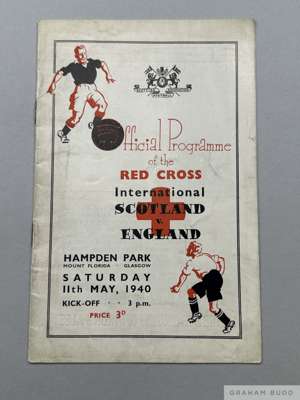 Official Programme
of the
RED CROSS
International
SCOTLAND
v.
ENGLAND
HAMPDEN PARK
MOUNT FLORIDA - GLASGOW
SATURDAY
11th MAY, 1940
KICK-OFF - - 3 p.m.
PRICE 3D
GRAHAM BUDD